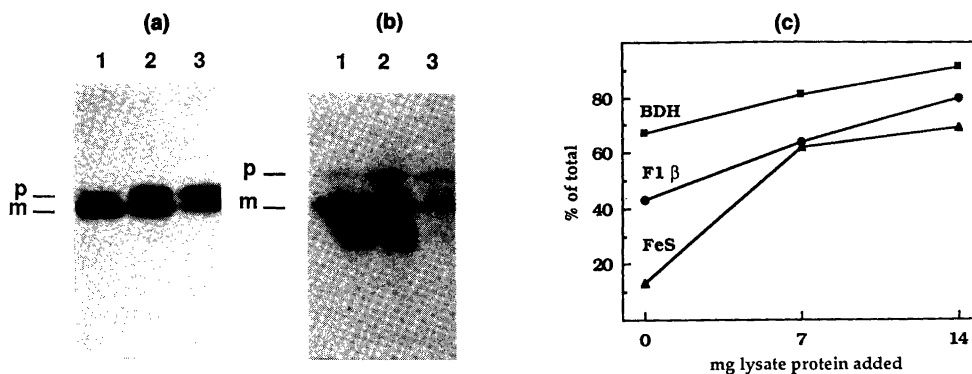 (a)
1 2 3
p
m
(b)
1 2 3
p
m
(c)
% of total
80
60
40
20
BDH
F1 β
FeS
0 7 14
mg lysate protein added